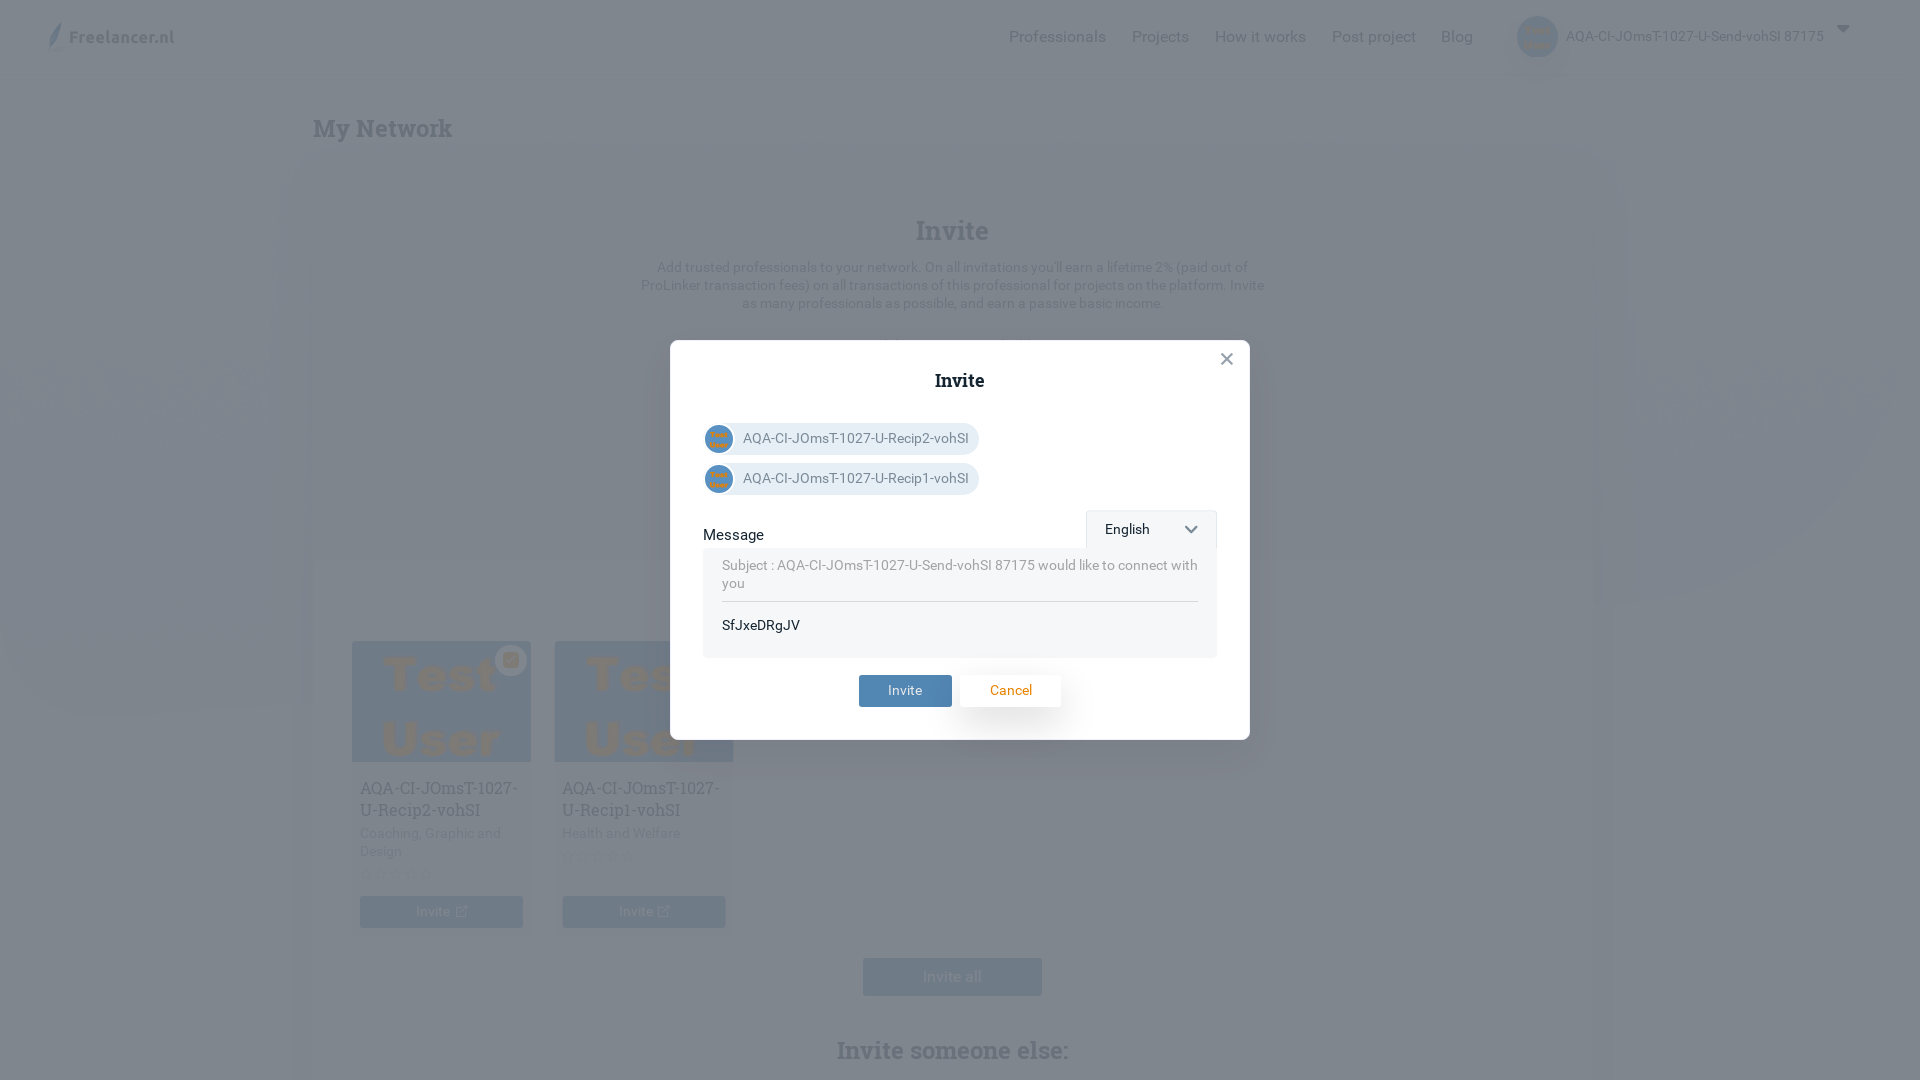 Freelancer.nl
Professionals
Projects
How it works
Post project
Blog
AQA-CI-JOmsT-1027-U-Send-vohSI 87175
My Network
Invite
Add trusted professionals to your network. On all invitations you'll earn a lifetime 2% (paid out of
ProLinker transaction fees) on all transactions of this professional for projects on the platform. Invite
as many professionals as possible, and earn a passive basic income.
Invite
Test User
AQA-CI-JOmsT-1027-U-Recip2-vohSI
Test User
AQA-CI-JOmsT-1027-U-Recip1-vohSI
Message
English
Subject : AQA-CI-JOmsT-1027-U-Send-vohSI 87175 would like to connect with
you
SfJxeDRgJV
Invite
Cancel
Test
User
AQA-CI-JOmsT-1027-
U-Recip2-vohSI
Coaching, Graphic and
Design
Invite
Test
User
AQA-CI-JOmsT-1027-
U-Recip1-vohSI
Health and Welfare
Invite
Invite all
Invite someone else: